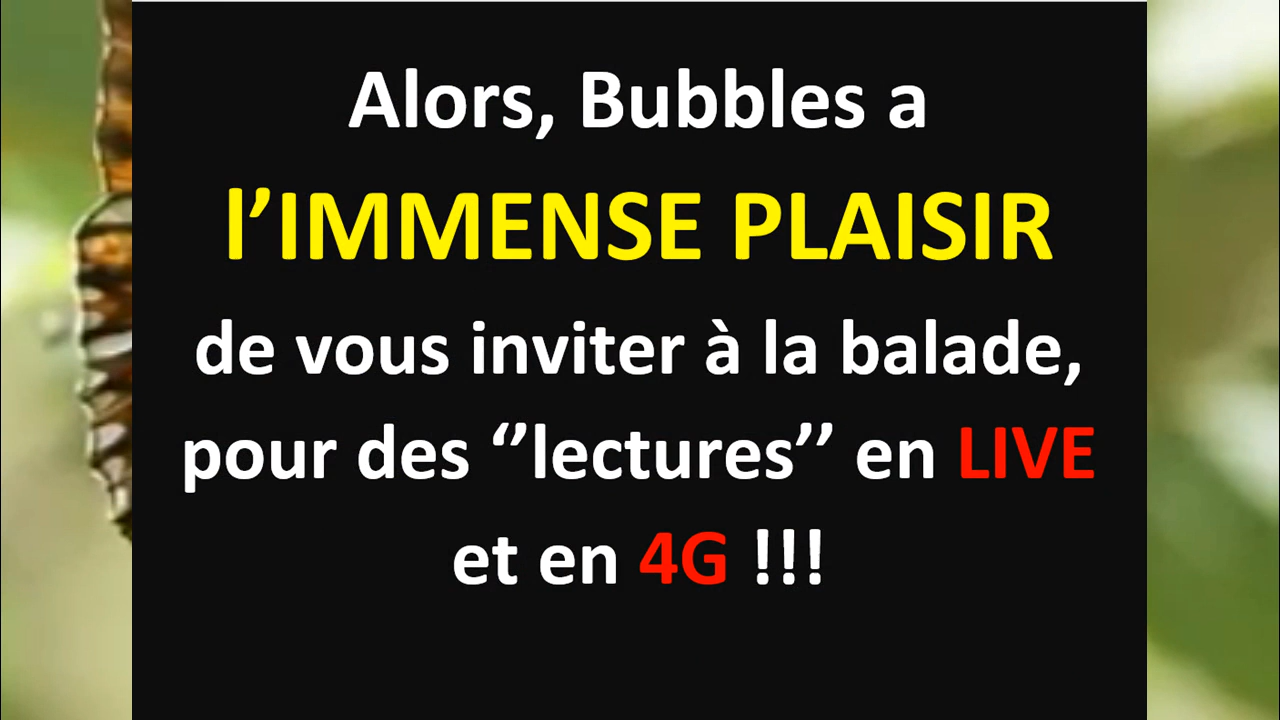 Alors, Bubbles a
l’IMMENSE PLAISIR
de vous inviter à la balade,
pour des ‘’lectures’’ en LIVE
et en 4G !!!